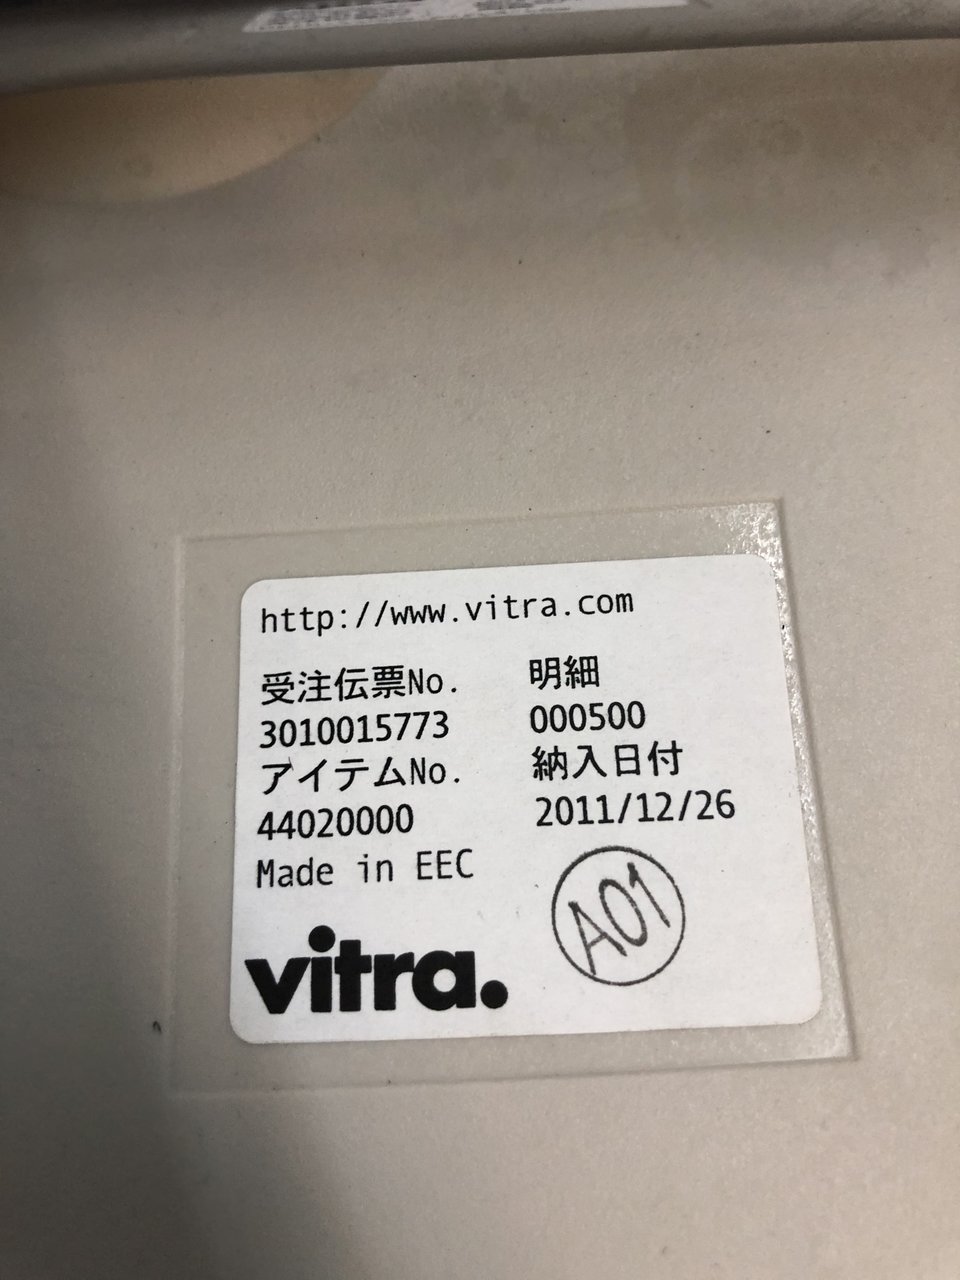 http://www.vitra.com
受注伝票No. 明細
3010015773 000500
アイテムNo. 納入日付
44020000 2011/12/26
Made in EEC
A01
vitra.